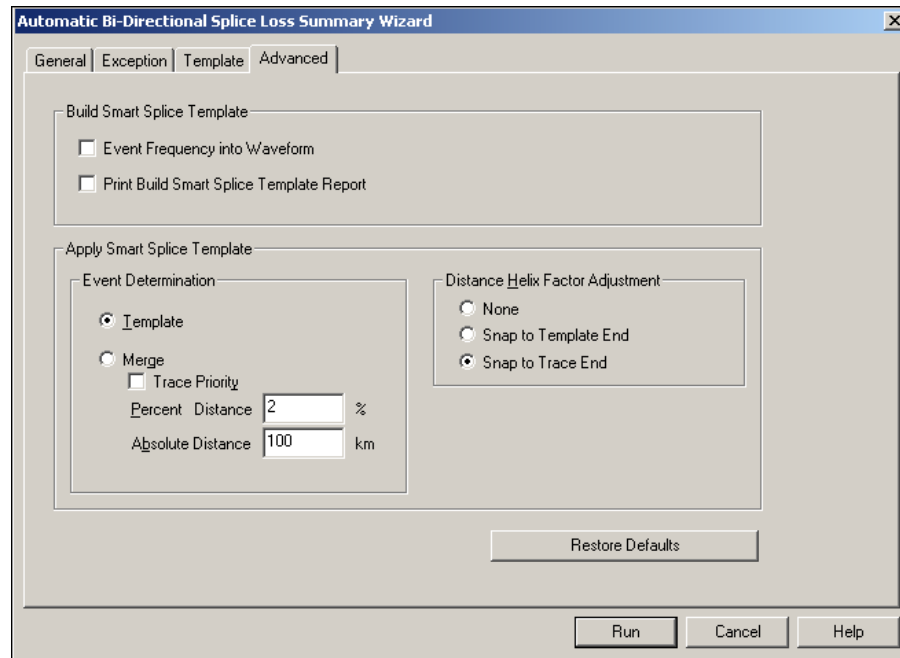 Automatic Bi-Directional Splice Loss Summary Wizard
General Exception Template Advanced
Build Smart Splice Template
Event Frequency into Waveform
Print Build Smart Splice Template Report
Apply Smart Splice Template
Event Determination
Template
Merge
Trace Priority
Percent Distance 2 %
Absolute Distance 100 km
Distance Helix Factor Adjustment
None
Snap to Template End
Snap to Trace End
Restore Defaults
Run Cancel Help